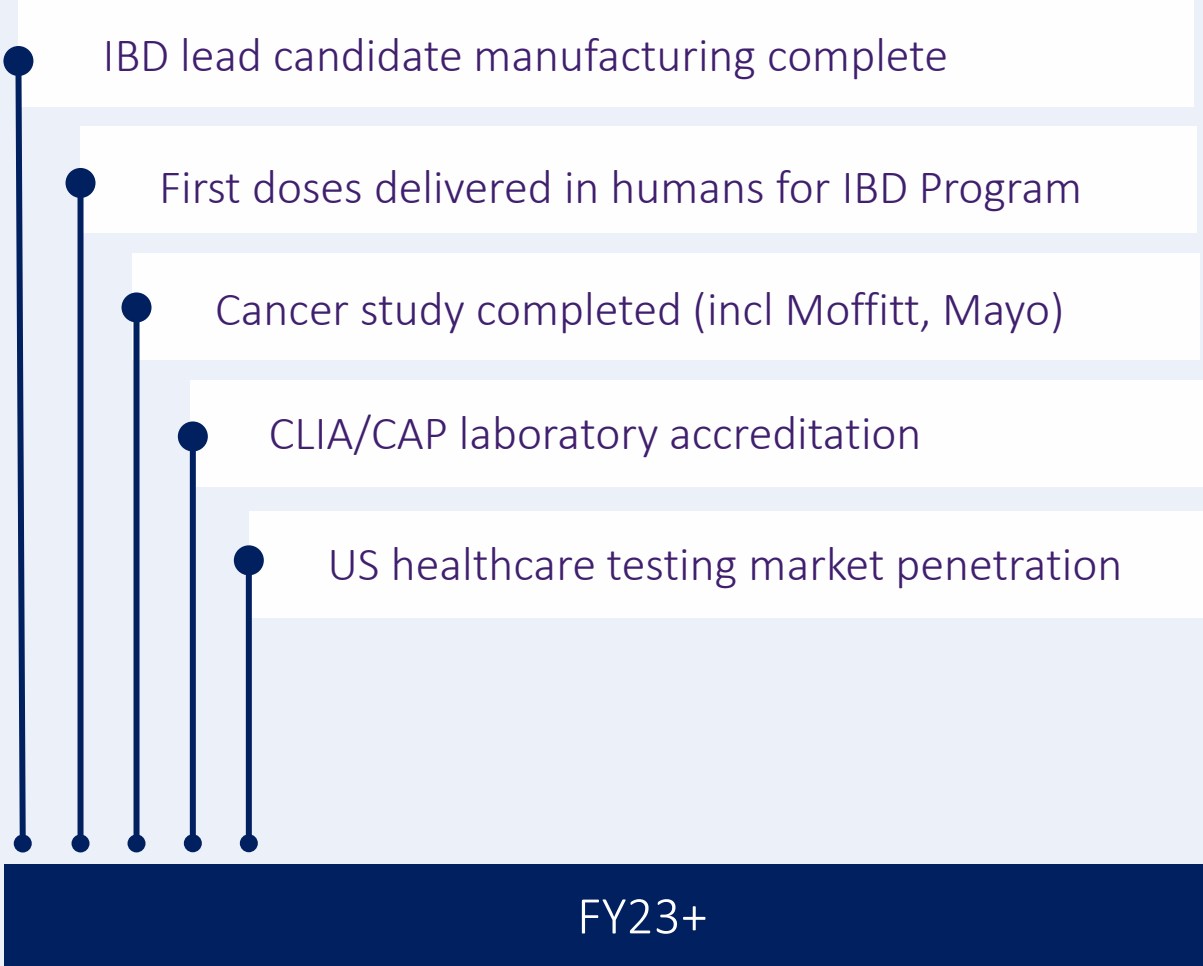 IBD lead candidate manufacturing complete
First doses delivered in humans for IBD Program
Cancer study completed (incl Moffitt, Mayo)
CLIA/CAP laboratory accreditation
US healthcare testing market penetration
FY23+